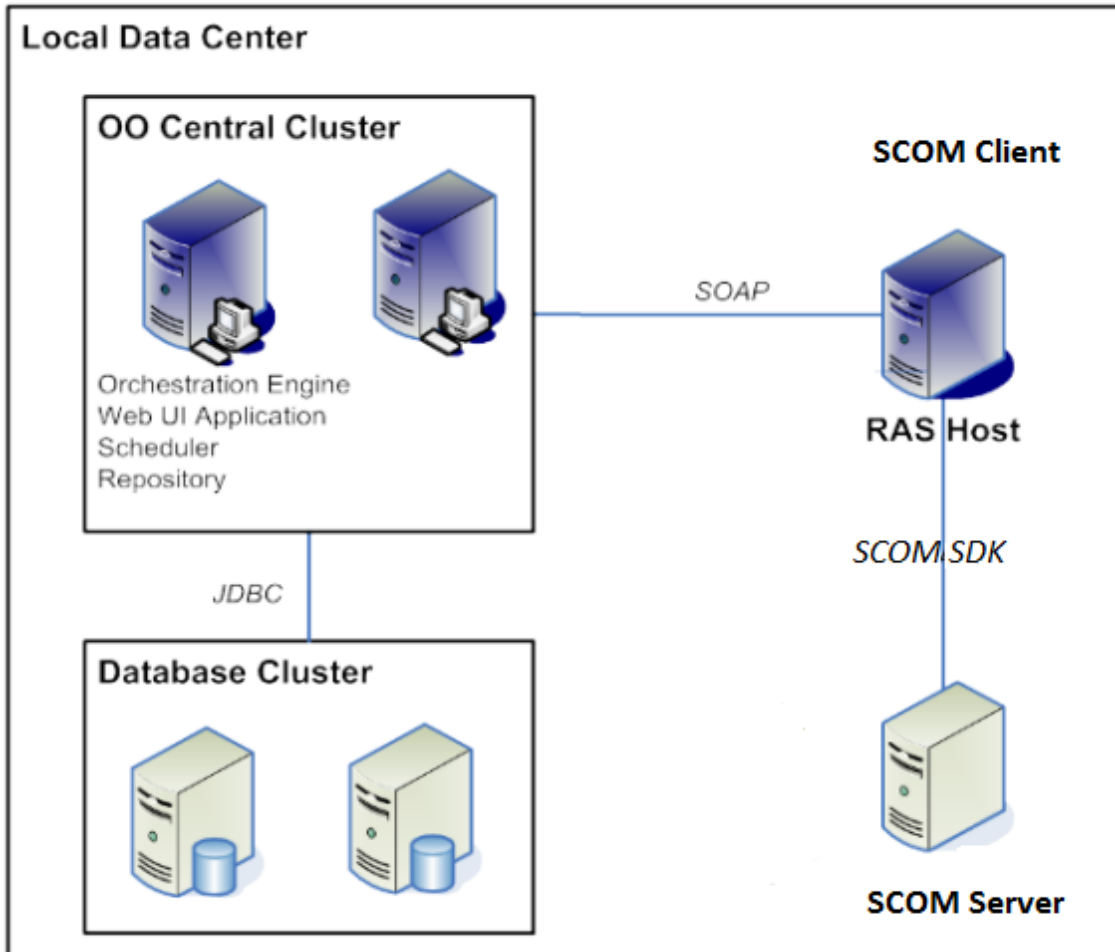 Local Data Center
OO Central Cluster
SCOM Client
SOAP
Orchestration Engine
Web UI Application
Scheduler
Repository
RAS Host
SCOM SDK
JDBC
Database Cluster
SCOM Server